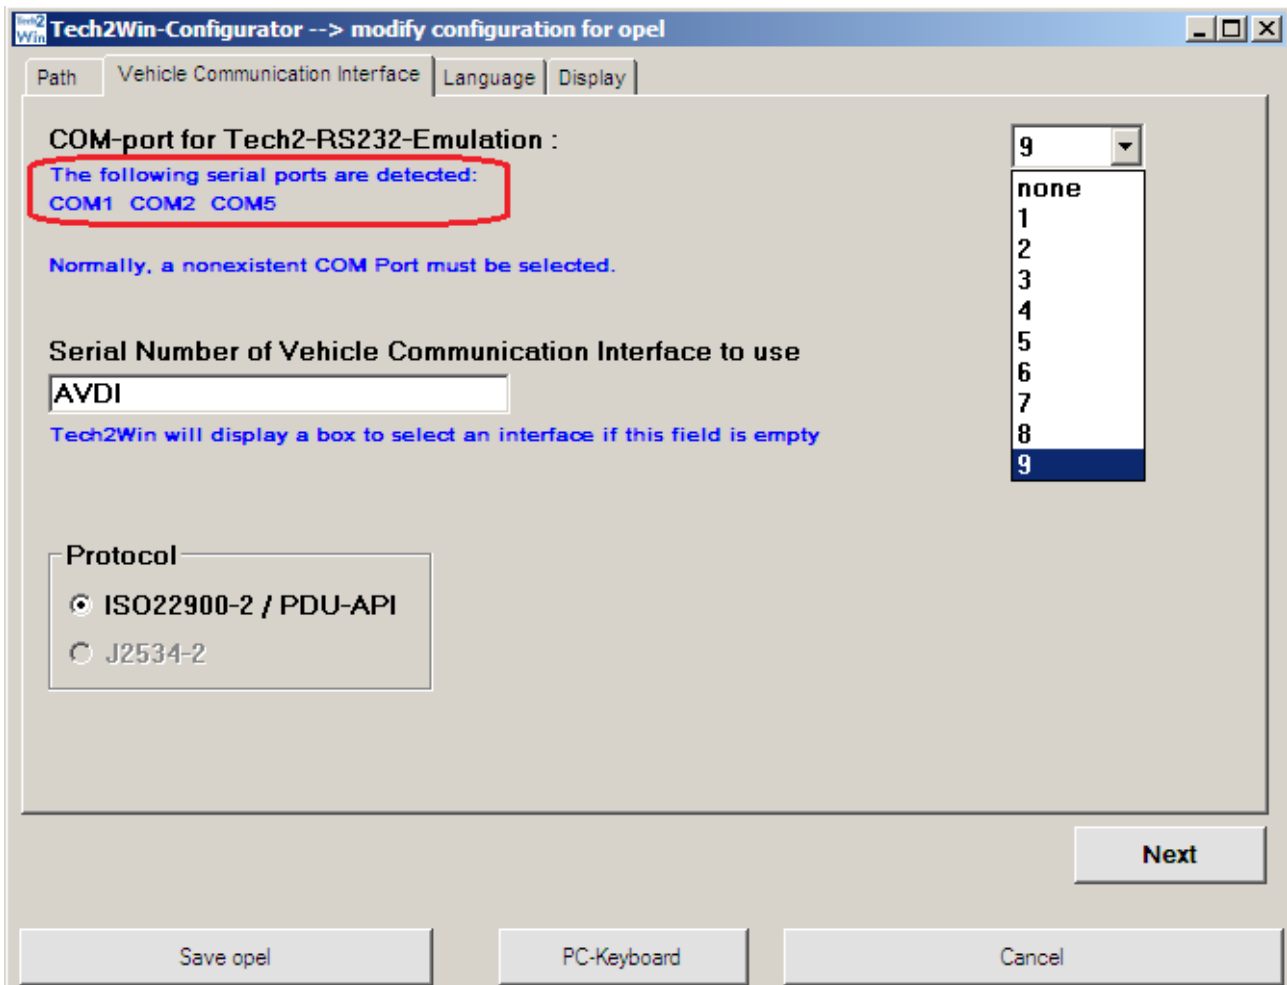 Tech2 Win Tech2Win-Configurator --> modify configuration for opel
Path Vehicle Communication Interface Language Display
COM-port for Tech2-RS232-Emulation :
9
The following serial ports are detected:
COM1 COM2 COM5
Normally, a nonexistent COM Port must be selected.
none
1
2
3
4
5
6
7
8
9
Serial Number of Vehicle Communication Interface to use
AVDI
Tech2Win will display a box to select an interface if this field is empty
Protocol
ISO22900-2 / PDU-API
J2534-2
Next
Save opel PC-Keyboard Cancel